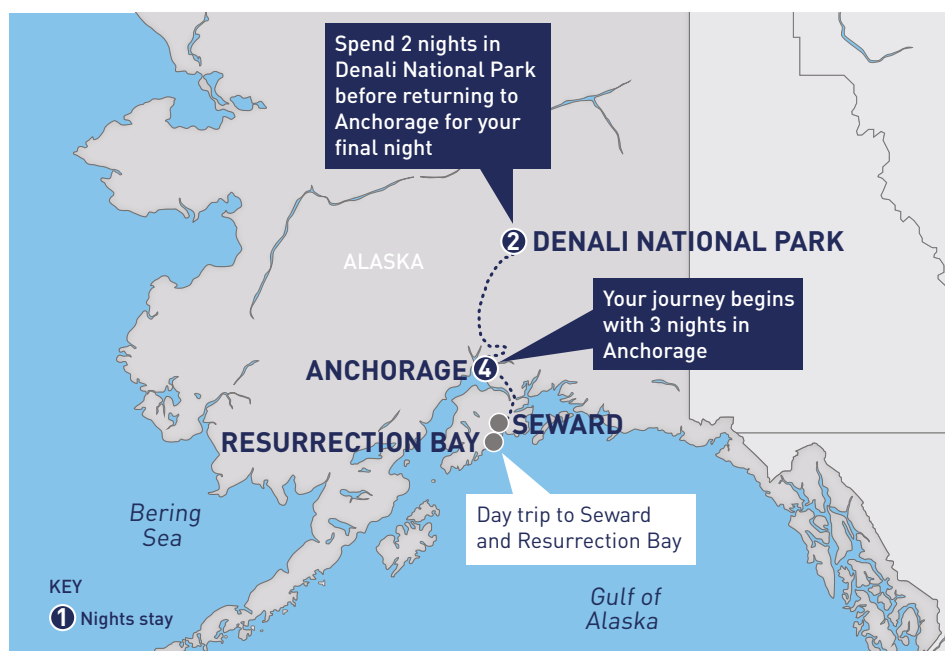 Spend 2 nights in
Denali National Park
before returning to
Anchorage for your
final night
2 DENALI NATIONAL PARK
ALASKA
Your journey begins
with 3 nights in
Anchorage
ANCHORAGE 4
SEWARD
RESURRECTION BAY
Day trip to Seward
and Resurrection Bay
Bering
Sea
Gulf of
Alaska
KEY
1 Nights stay